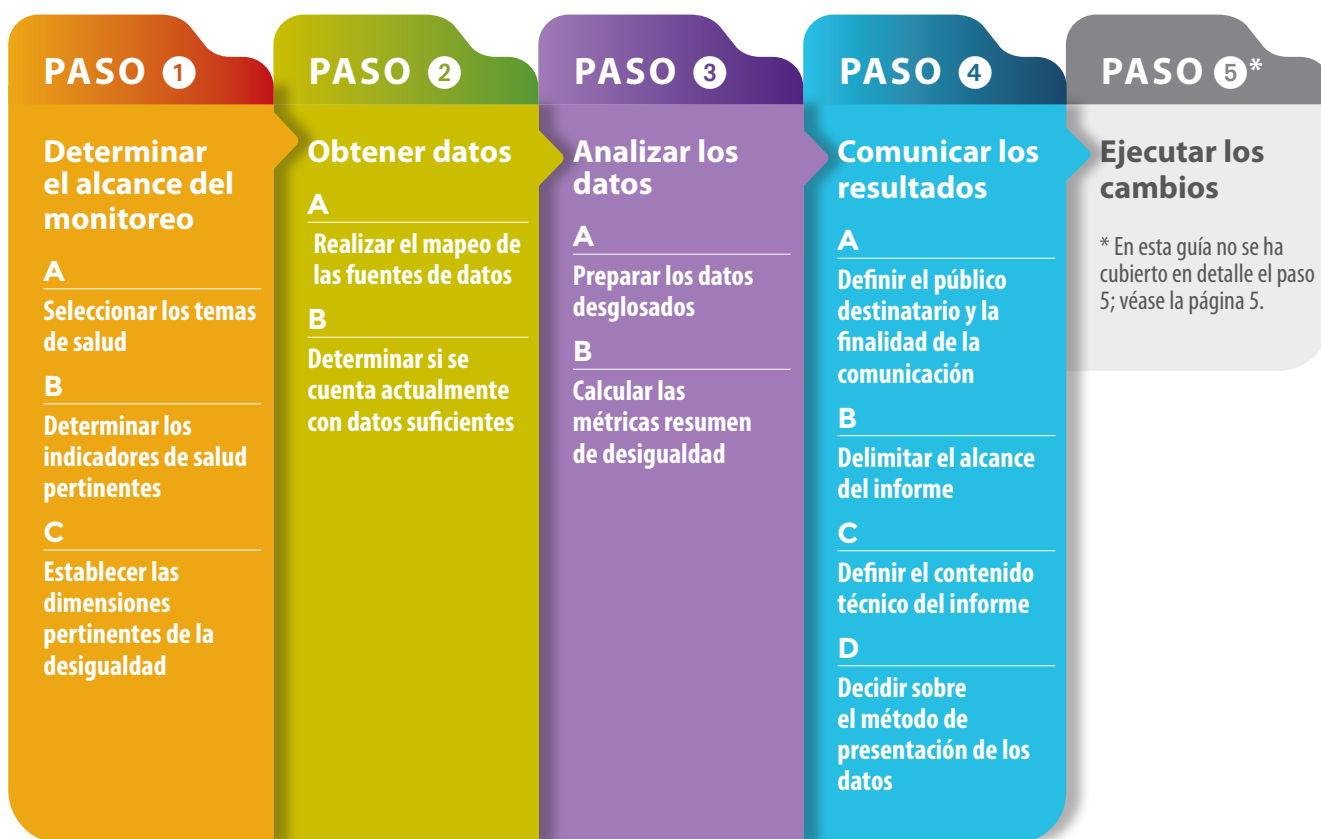 PASO 1
Determinar
el alcance del
monitoreo
A
Seleccionar los temas
de salud
B
Determinar los
indicadores de salud
pertinentes
C
Establecer las
dimensiones
pertinentes de la
desigualdad
PASO 2
Obtener datos
A
Realizar el mapeo de
las fuentes de datos
B
Determinar si se
cuenta actualmente
con datos suficientes
PASO 3
Analizar los
datos
A
Preparar los datos
desglosados
B
Calcular las
métricas resumen
de desigualdad
PASO 4
Comunicar los
resultados
A
Definir el público
destinatario y la
finalidad de la
comunicación
B
Delimitar el alcance
del informe
C
Definir el contenido
técnico del informe
D
Decidir sobre
el método de
presentación de los
datos
PASO 5*
Ejecutar los
cambios
* En esta guía no se ha
cubierto en detalle el paso
5; véase la página 5.